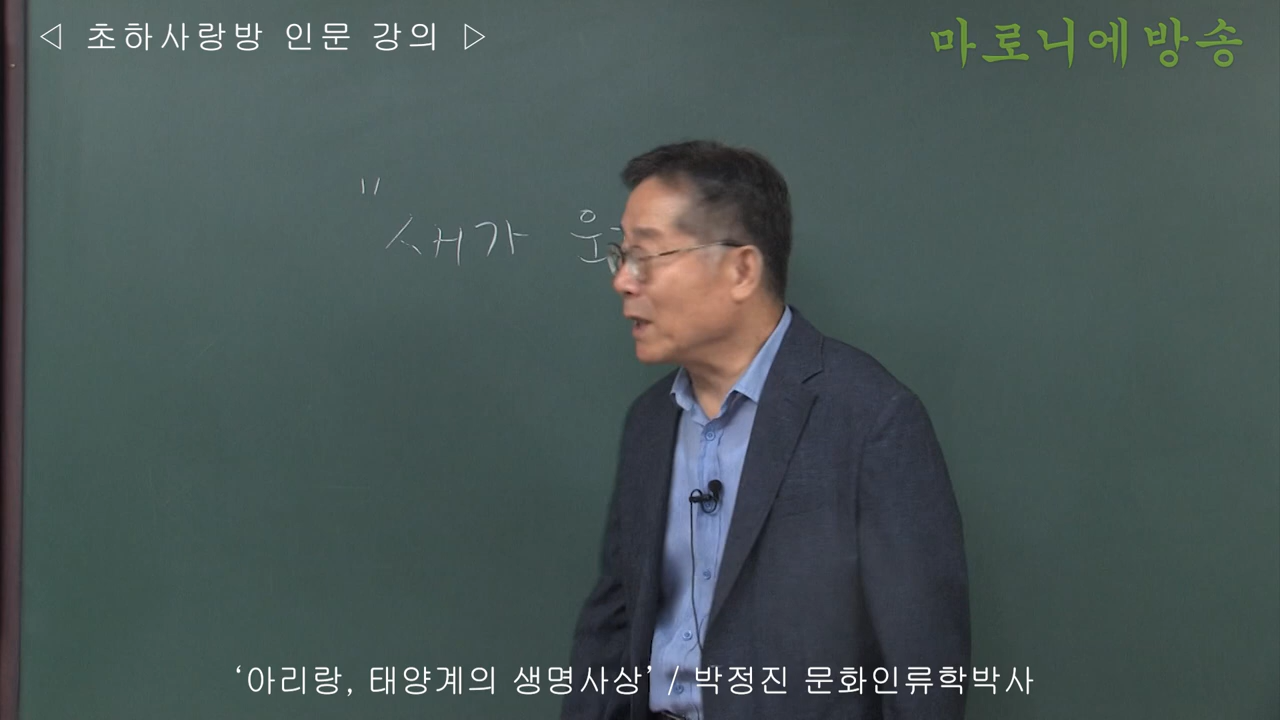 ◁ 초하사랑방 인문 강의 ▷
마로니에방송
" 새가
‘아리랑, 태양계의 생명사상’ / 박정진 문화인류학박사